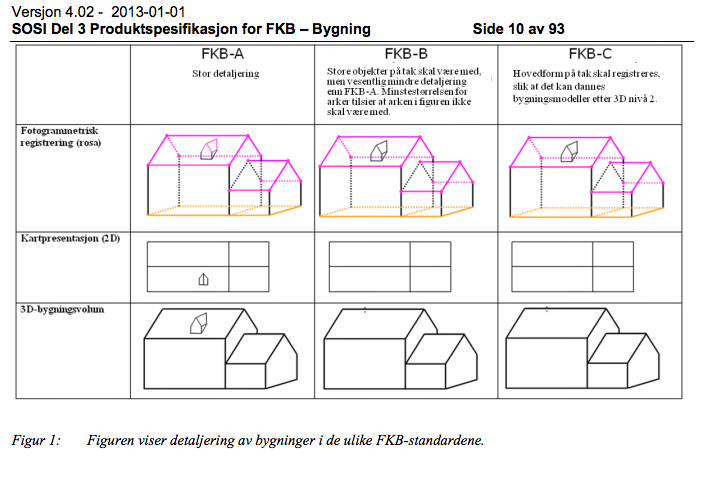 Versjon 4.02 - 2013-01-01
SOSI Del 3 Produktspesifikasjon for FKB – Bygning Side 10 av 93
FKB-A
Stor detaljering
FKB-B
Store objekter på tak skal være med,
men vesentlig mindre detaljering
enn FKB-A. Minstestørrelsen for
arker tilsier at arken i figuren ikke
skal være med.
FKB-C
Hovedform på tak skal registreres,
slik at det kan dannes
bygningsmodeller etter 3D nivå 2.
Fotogrammetrisk
registrering (rosa)
Kartpresentasjon (2D)
3D-bygningsvolum
Figur 1: Figuren viser detaljering av bygninger i de ulike FKB-standardene.